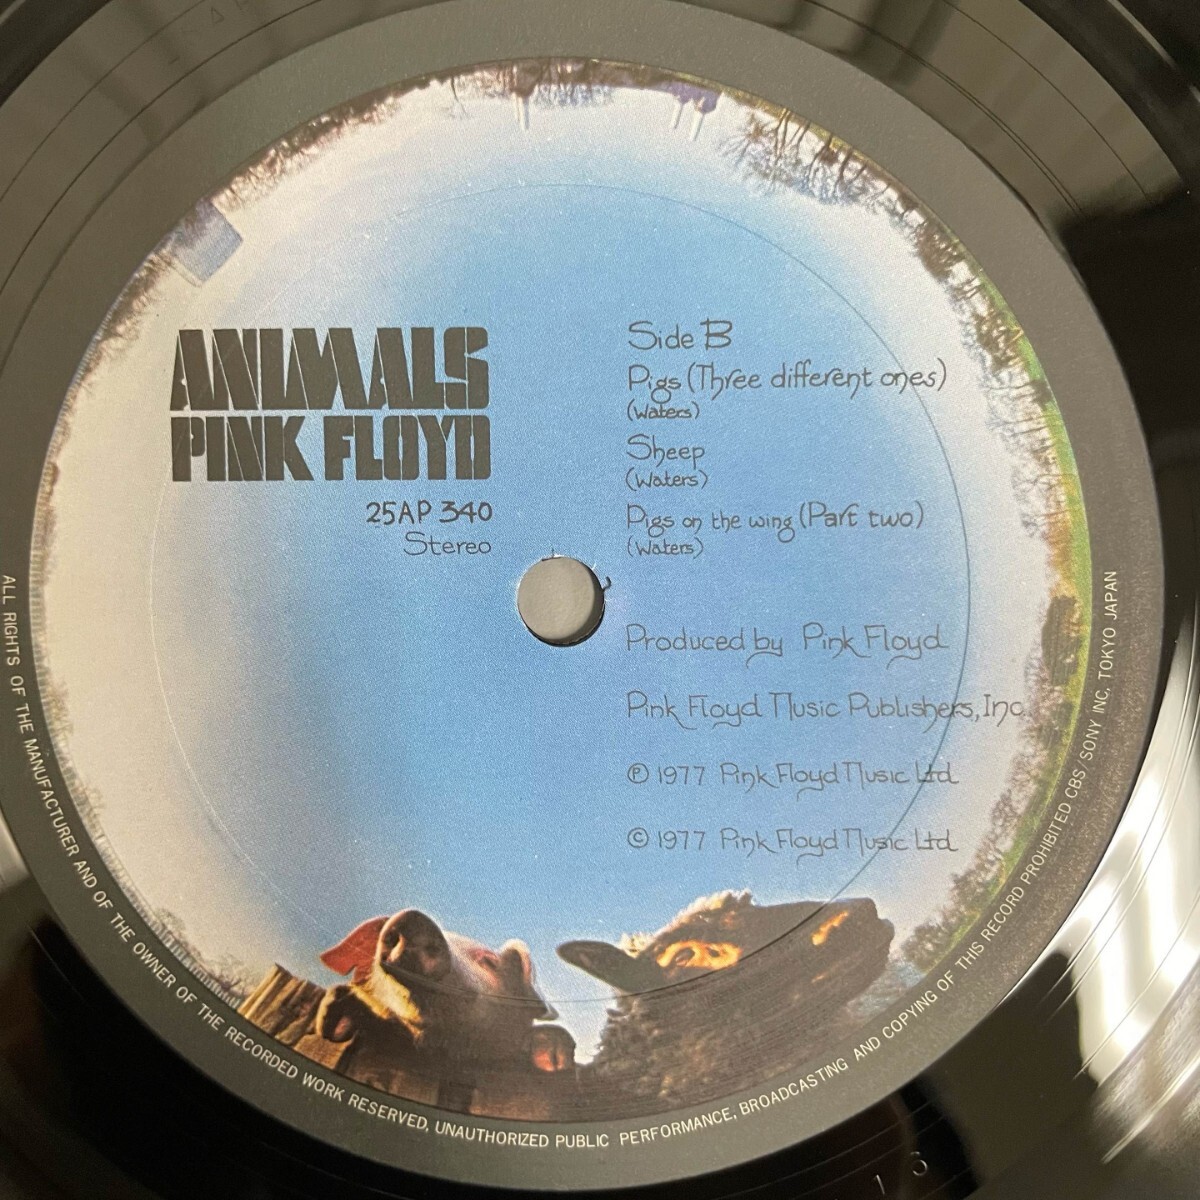 ANIMALS
PINK FLOYD
25AP 340
Stereo
Side B
Pigs (Three different ones)
(Waters)
Sheep
(Waters)
Pigs on the wing (Part two)
(Waters)
Produced by Pink Floyd
Pink Floyd Music Publishers, Inc.
℗ 1977 Pink Floyd Music Ltd
© 1977 Pink Floyd Music Ltd.
ALL RIGHTS OF THE MANUFACTURER AND OF THE OWNER OF THE RECORDED WORK RESERVED, UNAUTHORIZED PUBLIC PERFORMANCE, BROADCASTING AND COPYING OF THIS RECORD PROHIBITED CBS/SONY INC. TOKYO JAPAN